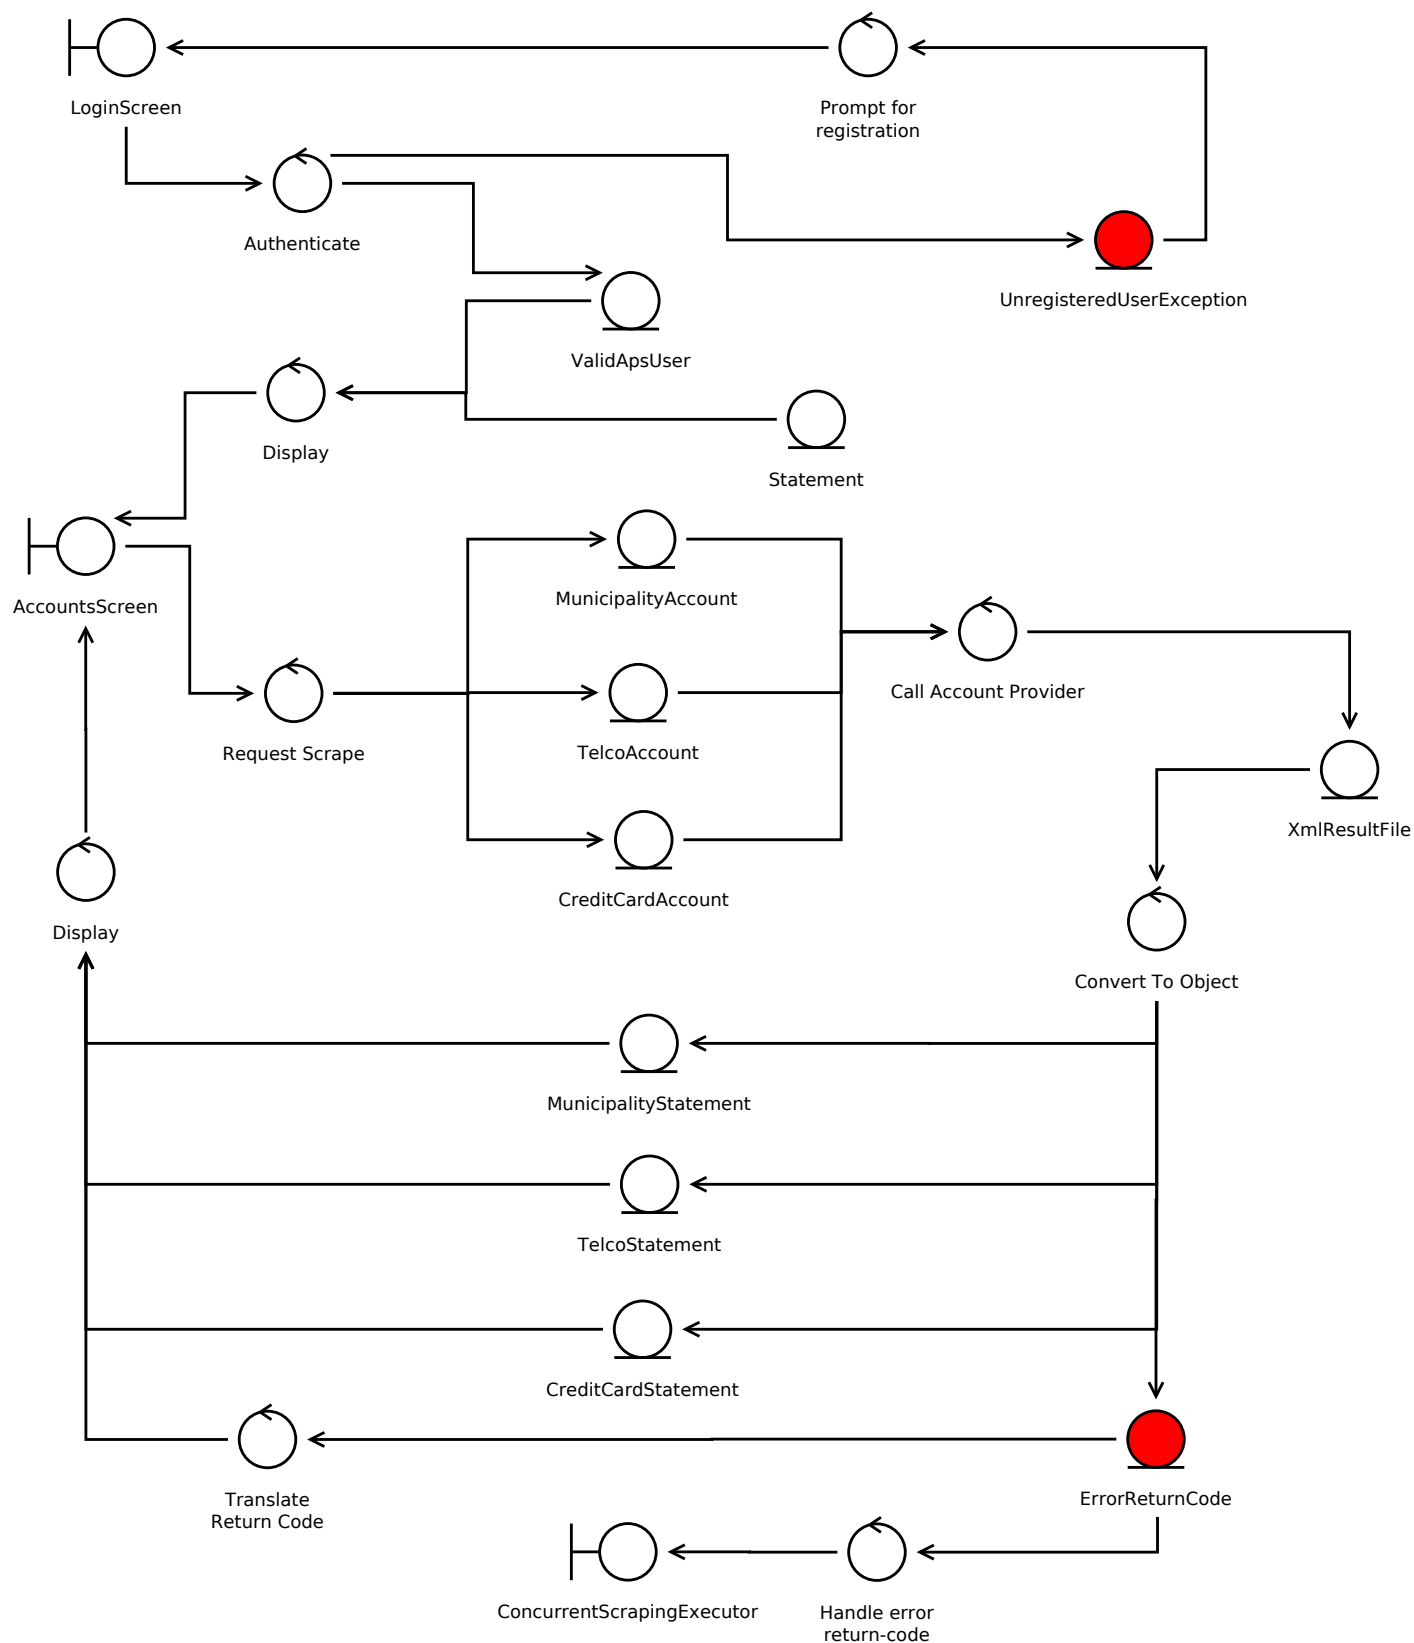 LoginScreen
Prompt for
registration
Authenticate
UnregisteredUserException
ValidApsUser
Display
Statement
AccountsScreen
MunicipalityAccount
Call Account Provider
Request Scrape
TelcoAccount
XmlResultFile
CreditCardAccount
Display
Convert To Object
MunicipalityStatement
TelcoStatement
CreditCardStatement
Translate
Return Code
ErrorReturnCode
ConcurrentScrapingExecutor
Handle error
return-code